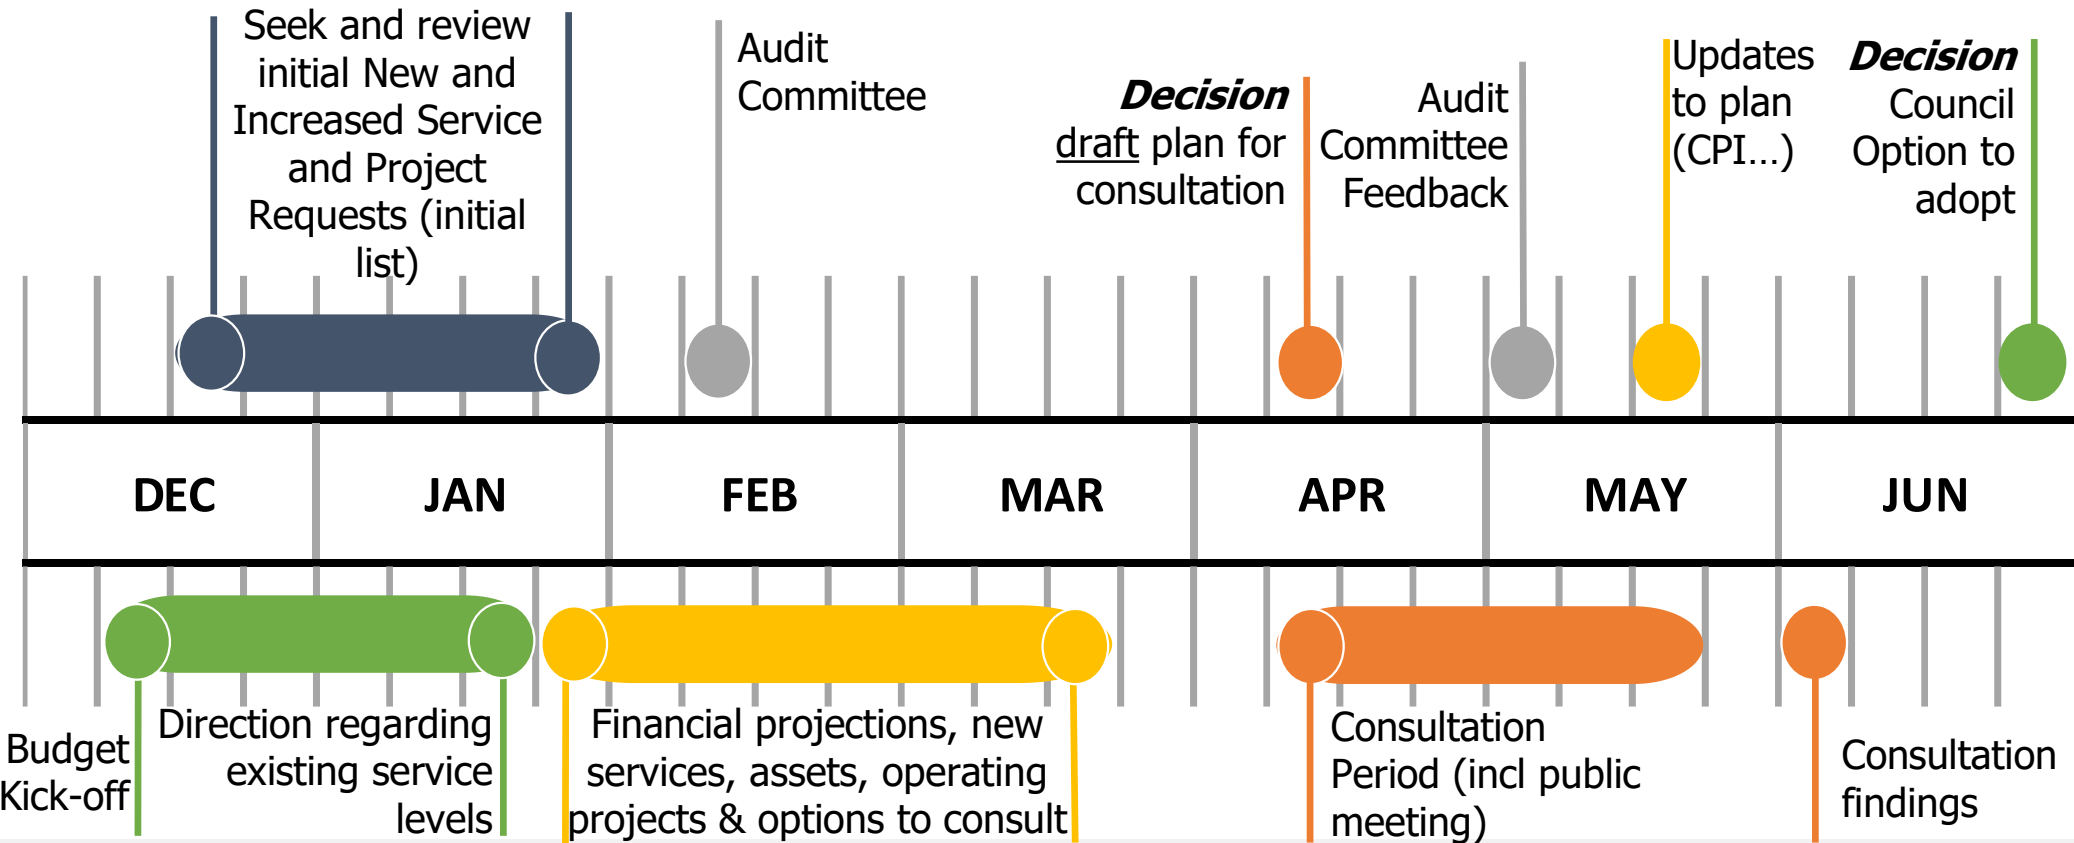 Seek and review
initial New and
Increased Service
and Project
Requests (initial
list)
Audit
Committee
Decision
draft plan for
consultation
Audit
Committee
Feedback
Updates
to plan
(CPI...)
Decision
Council
Option to
adopt
DEC
JAN
FEB
MAR
APR
MAY
JUN
Budget
Kick-off
Direction regarding
existing service
levels
Financial projections, new
services, assets, operating
projects & options to consult
Consultation
Period (incl public
meeting)
Consultation
findings